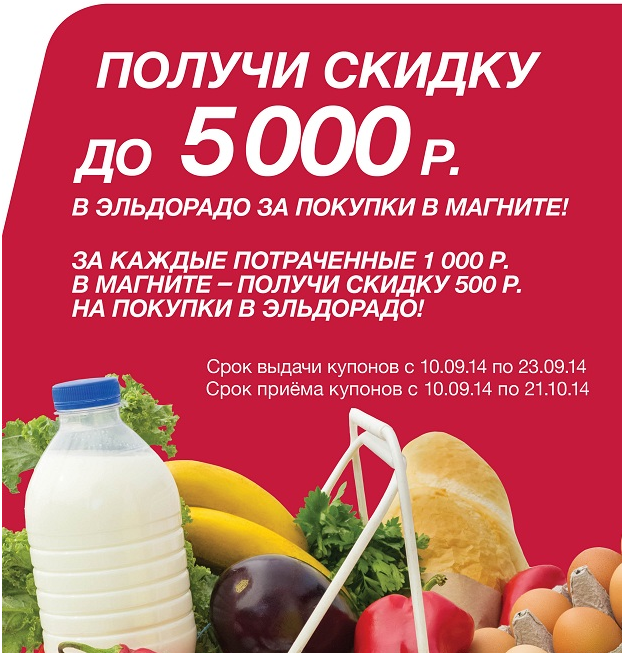 ПОЛУЧИ СКИДКУ
ДО 5 000 Р.
В ЭЛЬДОРАДО ЗА ПОКУПКИ В МАГНИТЕ!
ЗА КАЖДЫЕ ПОТРАЧЕННЫЕ 1 000 Р.
В МАГНИТЕ – ПОЛУЧИ СКИДКУ 500 Р.
НА ПОКУПКИ В ЭЛЬДОРАДО!
Срок выдачи купонов с 10.09.14 по 23.09.14
Срок приёма купонов с 10.09.14 по 21.10.14